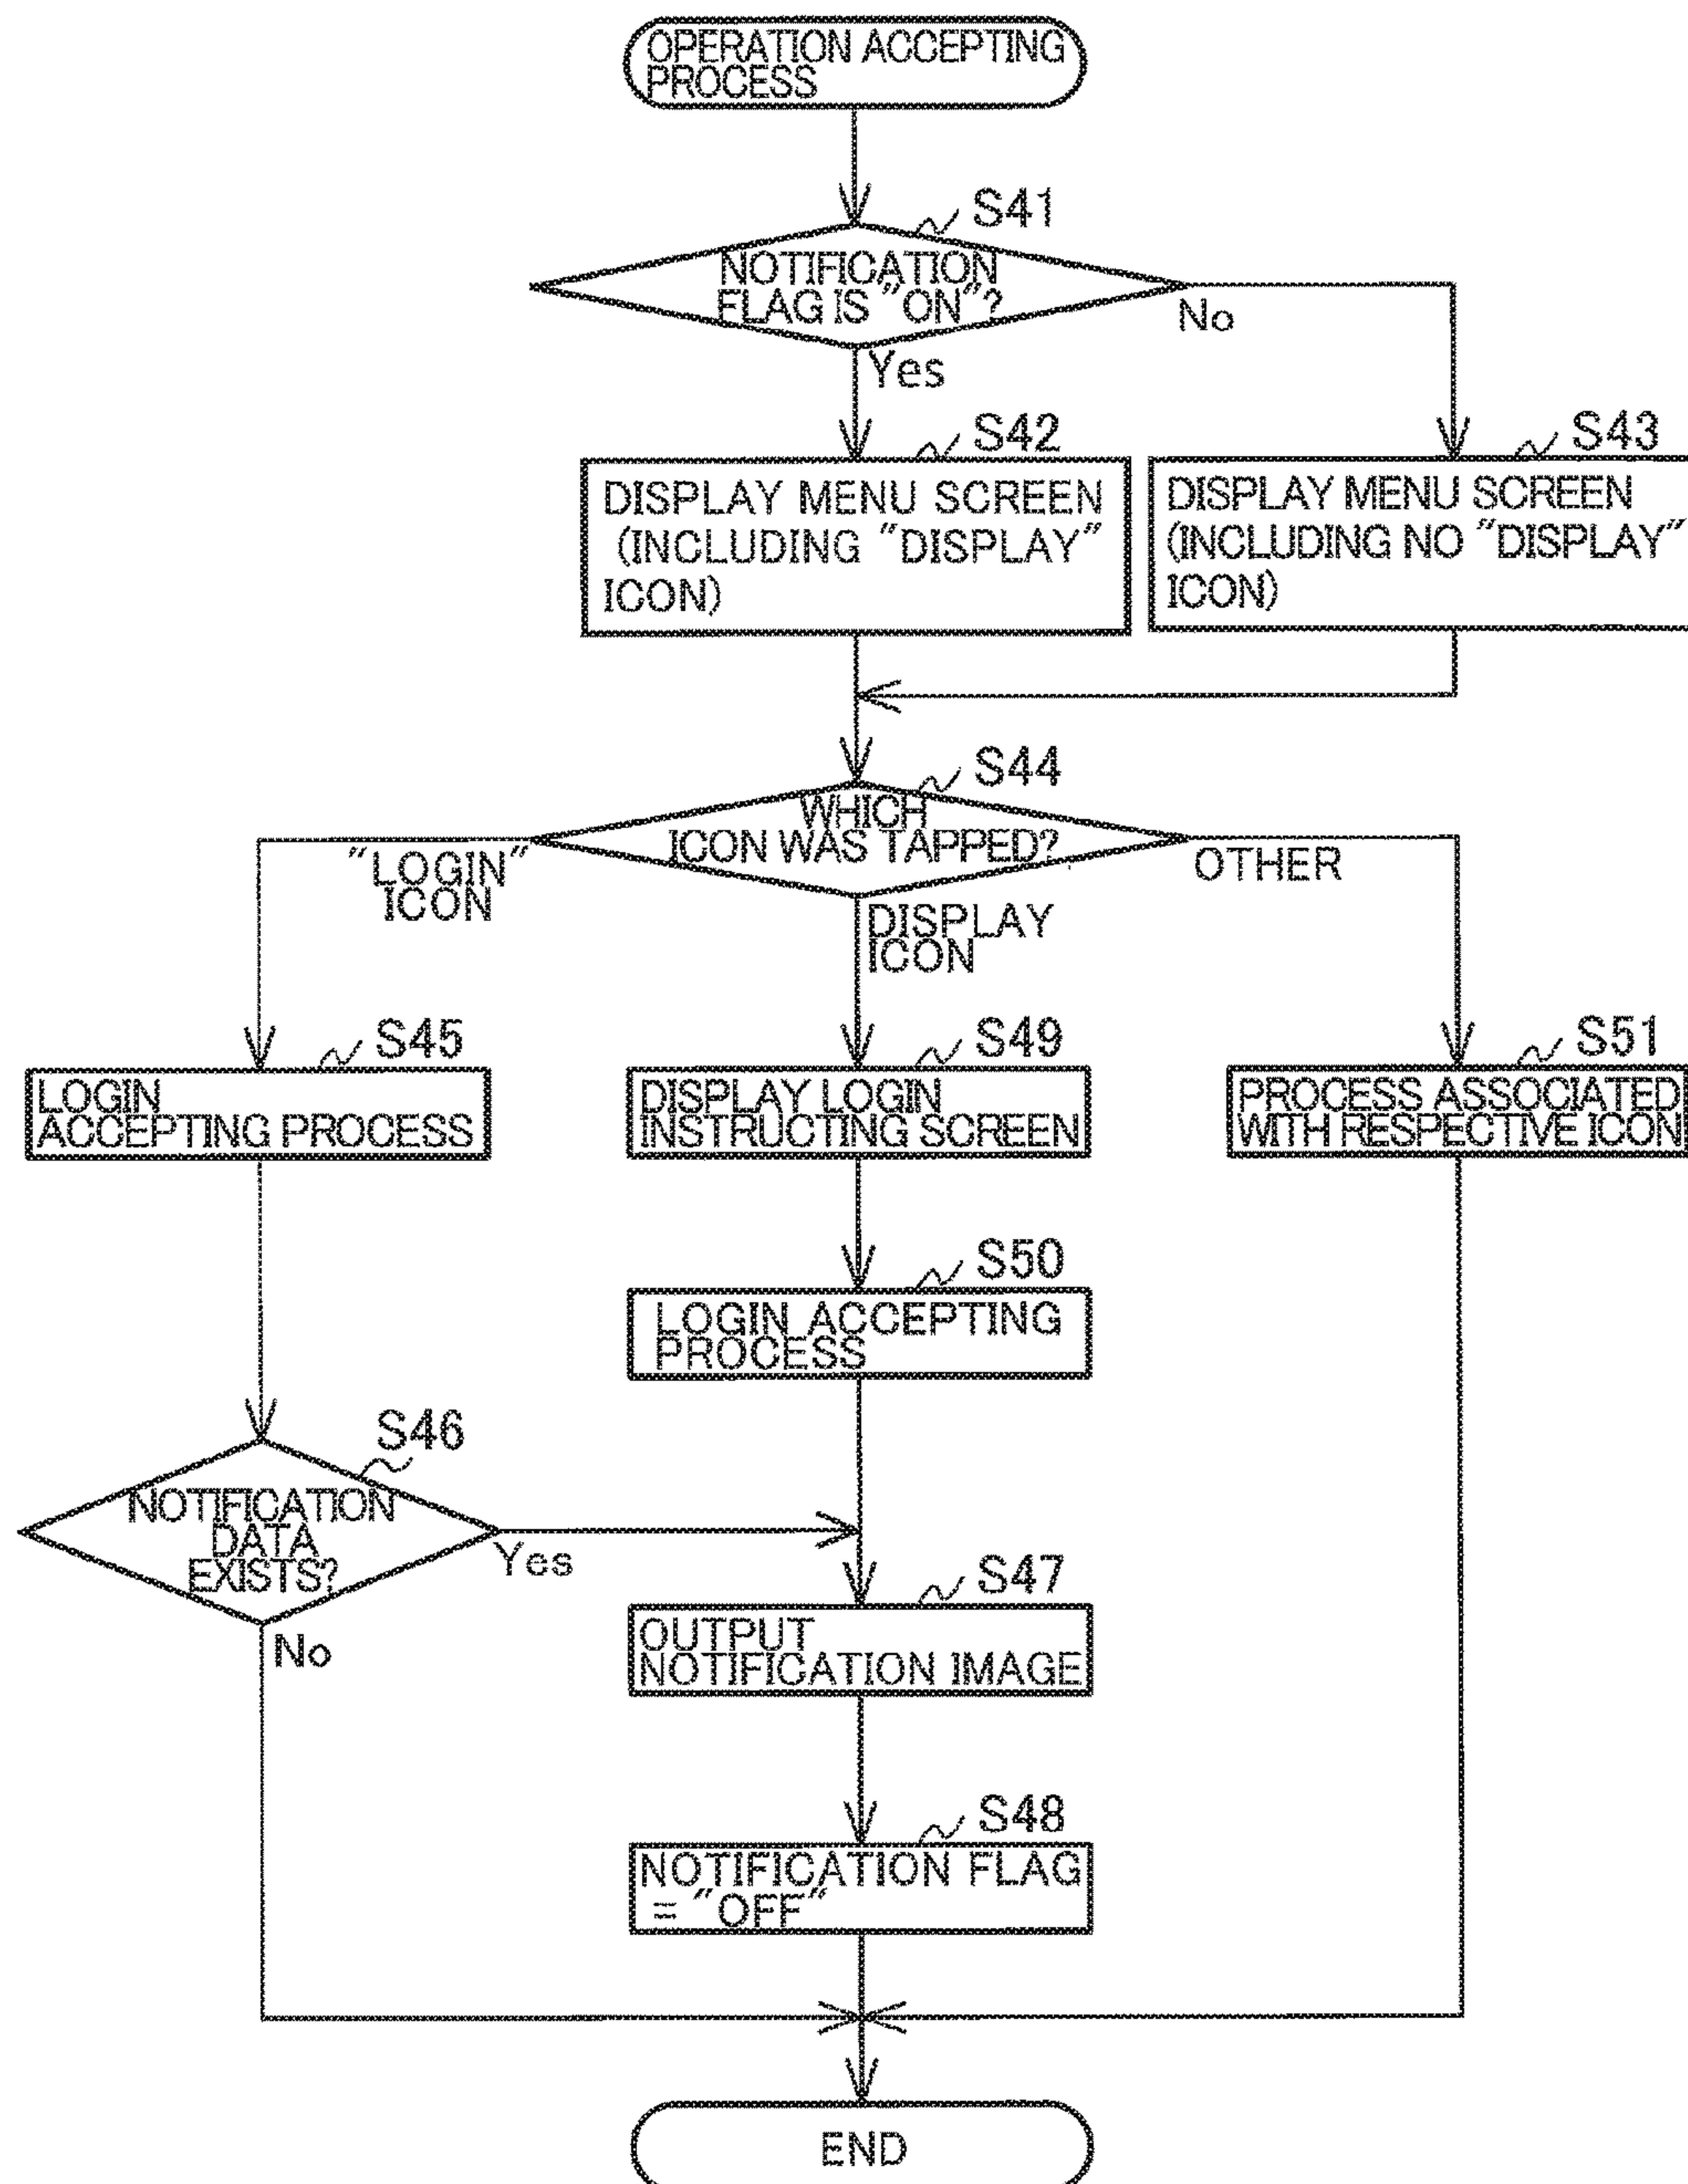 OPERATION ACCEPTING
PROCESS
S41
NOTIFICATION
FLAG IS "ON"?
No
Yes
S42
S43
DISPLAY MENU SCREEN
(INCLUDING "DISPLAY"
ICON)
DISPLAY MENU SCREEN
(INCLUDING NO "DISPLAY"
ICON)
S44
WHICH
ICON WAS TAPPED?
"LOGIN"
ICON
OTHER
DISPLAY
ICON
S45
S49
S51
LOGIN
ACCEPTING PROCESS
DISPLAY LOGIN
INSTRUCTING SCREEN
PROCESS ASSOCIATED
WITH RESPECTIVE ICON
S50
LOGIN ACCEPTING
PROCESS
S46
NOTIFICATION
DATA
EXISTS?
Yes
No
S47
OUTPUT
NOTIFICATION IMAGE
S48
NOTIFICATION FLAG
= "OFF"
END